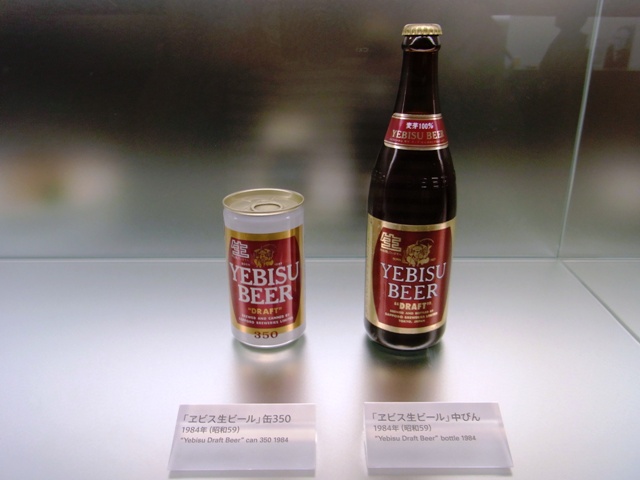 生
YEBISU
BEER
"DRAFT"
350
麦芽100%
YEBISU BEER
BEER
生
YEBISU
BEER
"DRAFT"
「ヱビス生ビール」缶350
1984年(昭和59)
"Yebisu Draft Beer" can 350 1984
「ヱビス生ビール」中びん
1984年(昭和59)
"Yebisu Draft Beer" bottle 1984